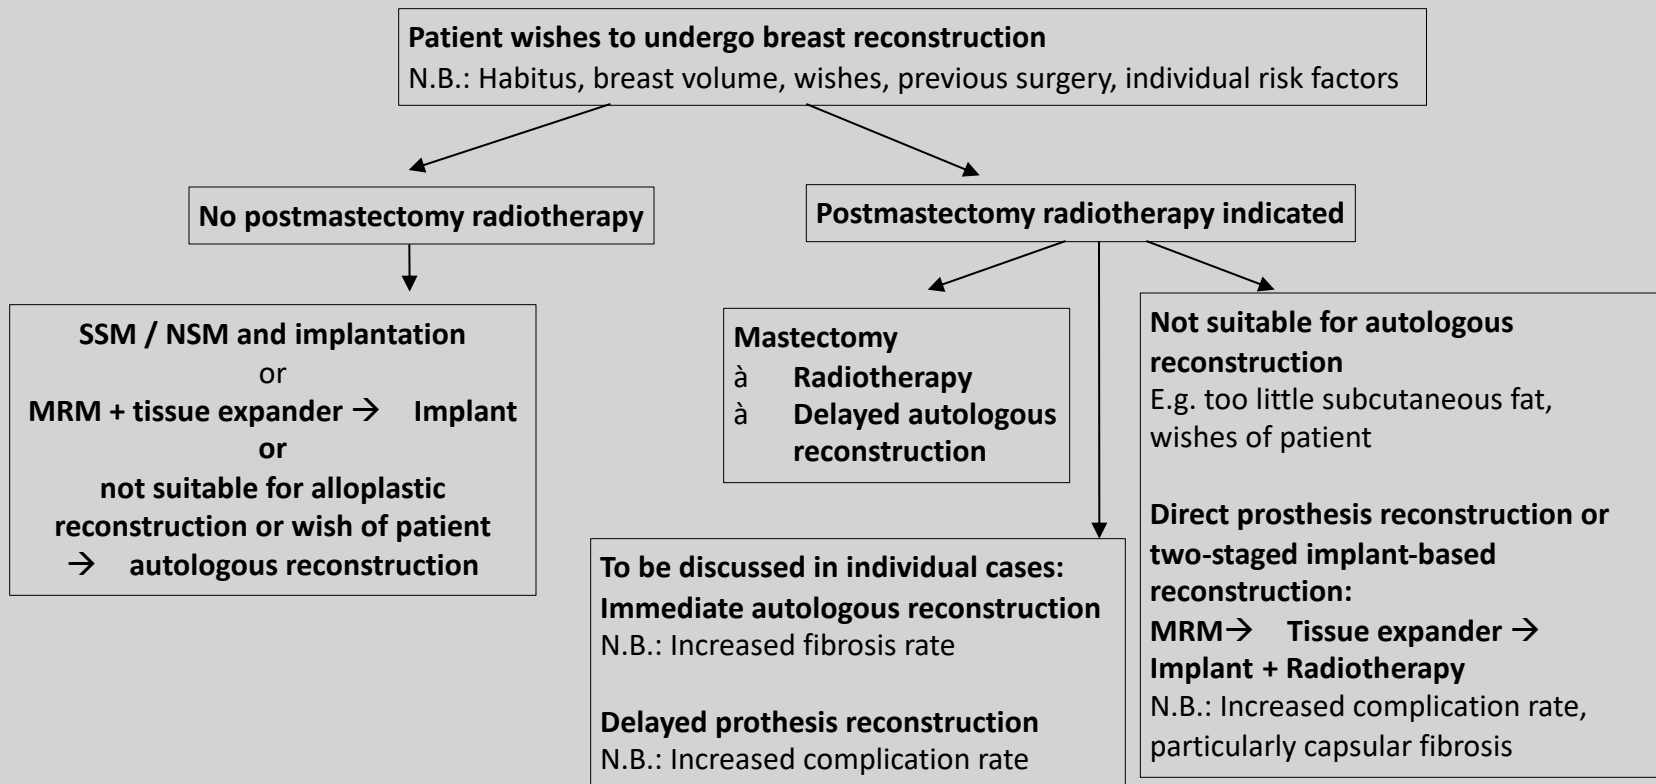 Patient wishes to undergo breast reconstruction
N.B.: Habitus, breast volume, wishes, previous surgery, individual risk factors
No postmastectomy radiotherapy
Postmastectomy radiotherapy indicated
SSM / NSM and implantation
or
MRM + tissue expander → Implant
or
not suitable for alloplastic
reconstruction or wish of patient
→ autologous reconstruction
Mastectomy
à Radiotherapy
à Delayed autologous
reconstruction
To be discussed in individual cases:
Immediate autologous reconstruction
N.B.: Increased fibrosis rate
Delayed prothesis reconstruction
N.B.: Increased complication rate
Not suitable for autologous
reconstruction
E.g. too little subcutaneous fat,
wishes of patient
Direct prosthesis reconstruction or
two-staged implant-based
reconstruction:
MRM→ Tissue expander →
Implant + Radiotherapy
N.B.: Increased complication rate,
particularly capsular fibrosis